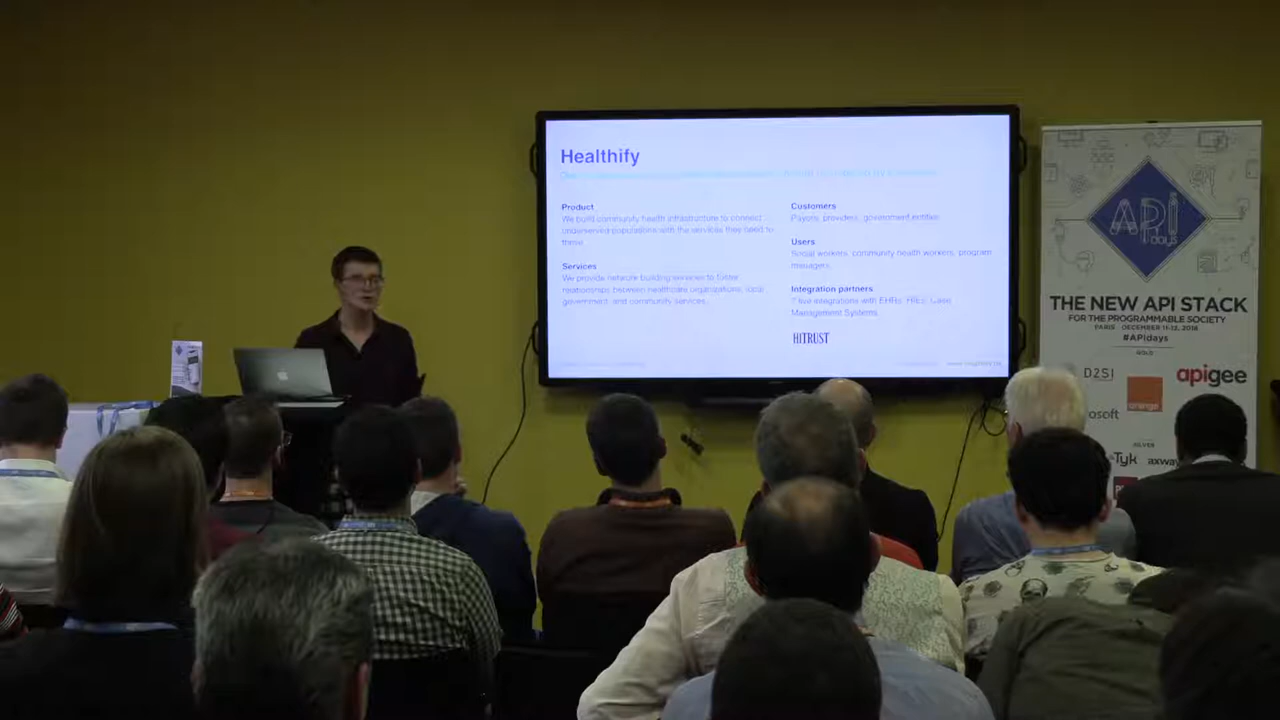 Healthify
Product
We build community health infrastructure to connect
underserved populations with the services they need to
thrive.
Services
We provide network building services to foster
relationships between healthcare organizations, local
government, and community services.
Customers
Payors, providers, government entities
Users
Social workers, community health workers, program
managers
Integration partners
7 live integrations with EHRs, Case
Management Systems
HITRUST
API
days
THE NEW API STACK
FOR THE PROGRAMMABLE SOCIETY
PARIS DECEMBER 11-12, 2018
#APIdays
GOLD
D2SI
orange
apigee
osoft
SILVER
Tyk
axway